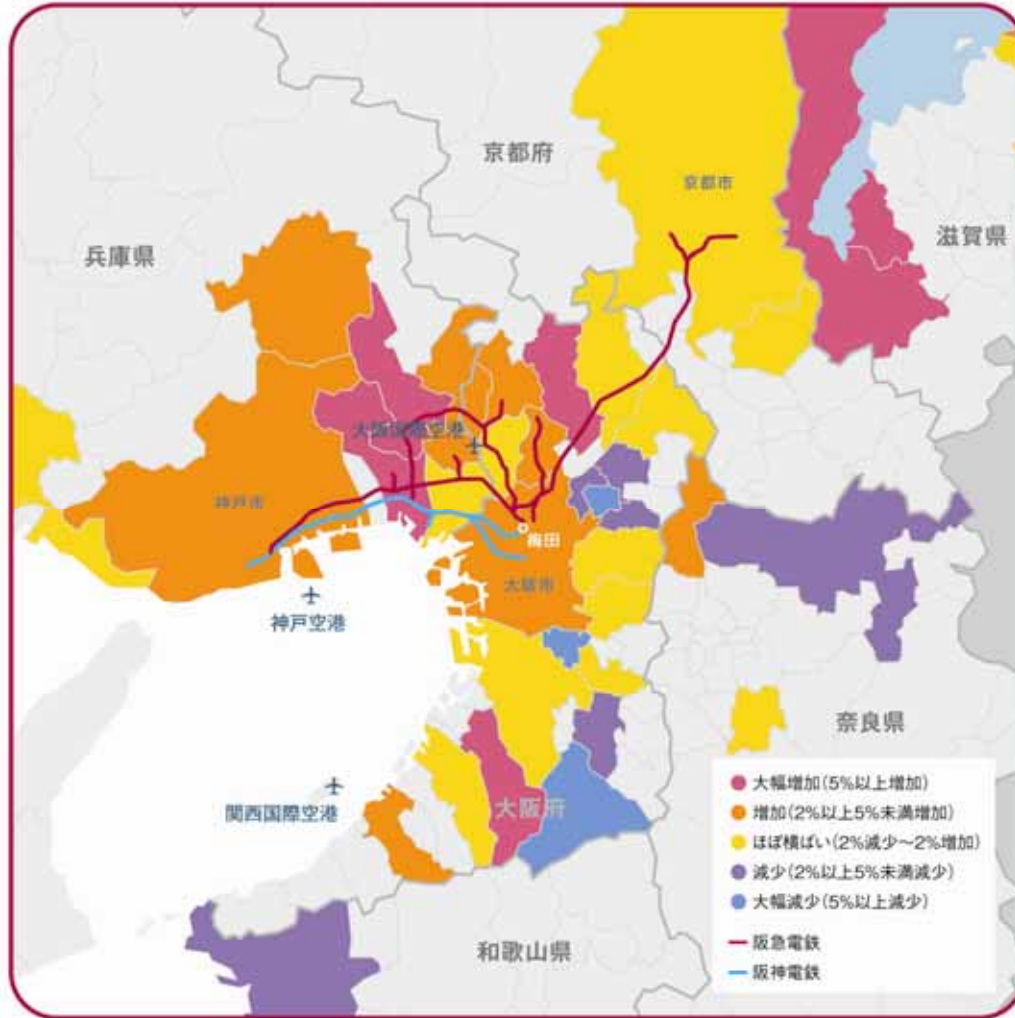 京都府
京都市
滋賀県
兵庫県
大阪国際空港
神戸市
梅田
大阪市
神戸空港
奈良県
関西国際空港
大阪府
和歌山県
大幅増加(5%以上増加)
増加(2%以上5%未満増加)
ほぼ横ばい(2%減少～2%増加)
減少(2%以上5%未満減少)
大幅減少(5%以上減少)
阪急電鉄
阪神電鉄